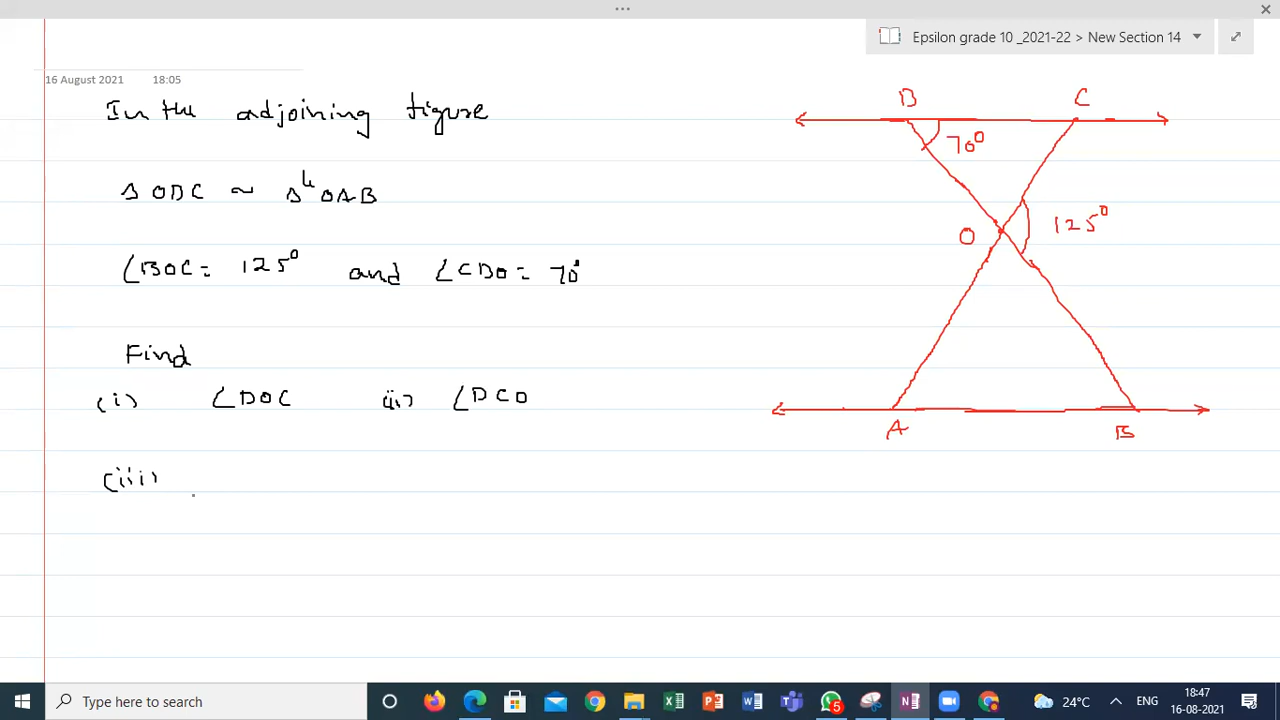 Epsilon grade 10 _2021-22 > New Section 14
16 August 2021 18:05
In the adjoining figure
Δ ODC ~ Δle OAB
∠BOC = 125° and ∠CDO = 70°
Find
(i) ∠DOC (ii) ∠DCO
(iii)
B C
70°
O 125°
A B
Type here to search
5
24°C
ENG
18:47
16-08-2021